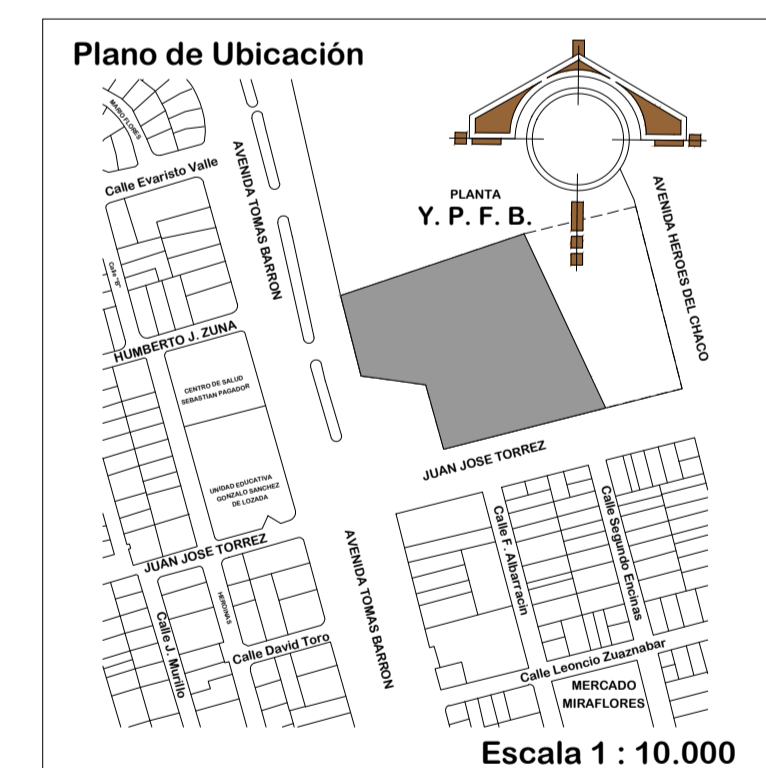 Plano de Ubicación
MARIO FLORES
Calle Evaristo Valle
AVENIDA TOMAS BARRON
PLANTA
Y. P. F. B.
AVENIDA HEROES DEL CHACO
Calle "B"
HUMBERTO J. ZUNA
CENTRO DE SALUD
SEBASTIAN PAGADOR
UNIDAD EDUCATIVA
GONZALO SANCHEZ
DE LOZADA
JUAN JOSE TORREZ
JUAN JOSE TORREZ
Calle F. Albarracin
Calle Segundo Encinas
AVENIDA TOMAS BARRON
HEROINAS
Calle J. Murillo
Calle David Toro
Calle Leoncio Zuaznabar
MERCADO
MIRAFLORES
Escala 1 : 10.000